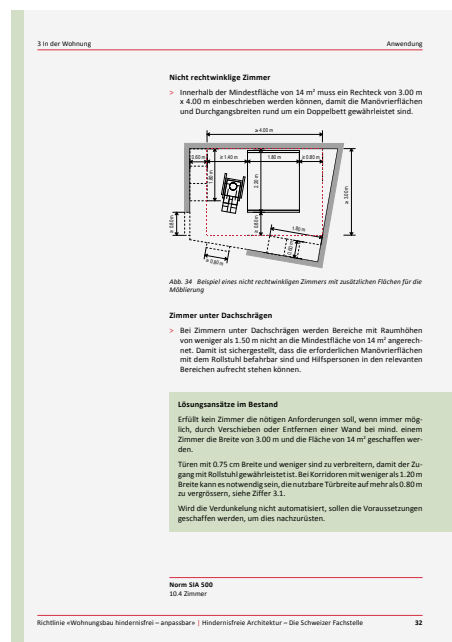 3 In der Wohnung
Anwendung
Nicht rechtwinklige Zimmer
> Innerhalb der Mindestfläche von 14 m² muss ein Rechteck von 3.00 m
x 4.00 m einbeschrieben werden können, damit die Manövrierflächen
und Durchgangsbreiten rund um ein Doppelbett gewährleistet sind.
≥ 4.00 m
0.60 m
≥ 1.40 m
1.80 m
≥ 0.80 m
1.80 m
2.20 m
≥ 3.00m
≥ 0.80m
≥ 0.80m
1.80 m
0.60 m
≥ 0.80m
Abb. 34 Beispiel eines nicht rechtwinkligen Zimmers mit zusätzlichen Flächen für die
Möblierung
Zimmer unter Dachschrägen
> Bei Zimmern unter Dachschrägen werden Bereiche mit Raumhöhen
von weniger als 1.50 m nicht an die Mindestfläche von 14 m² angerech-
net. Damit ist sichergestellt, dass die erforderlichen Manövrierflächen
mit dem Rollstuhl befahrbar sind und Hilfspersonen in den relevanten
Bereichen aufrecht stehen können.
Lösungsansätze im Bestand
Erfüllt kein Zimmer die nötigen Anforderungen soll, wenn immer mög-
lich, durch Verschieben oder Entfernen einer Wand bei mind. einem
Zimmer die Breite von 3.00 m und die Fläche von 14 m² geschaffen wer-
den.
Türen mit 0.75 cm Breite und weniger sind zu verbreitern, damit der Zu-
gang mit Rollstuhl gewährleistet ist. Bei Korridoren mit weniger als 1.20 m
Breite kann es notwendig sein, die nutzbare Türbreite auf mehr als 0.80 m
zu vergrössern, siehe Ziffer 3.1.
Wird die Verdunkelung nicht automatisiert, sollen die Voraussetzungen
geschaffen werden, um dies nachzurüsten.
Norm SIA 500
10.4 Zimmer
Richtlinie «Wohnungsbau hindernisfrei – anpassbar» | Hindernisfreie Architektur – Die Schweizer Fachstelle
32